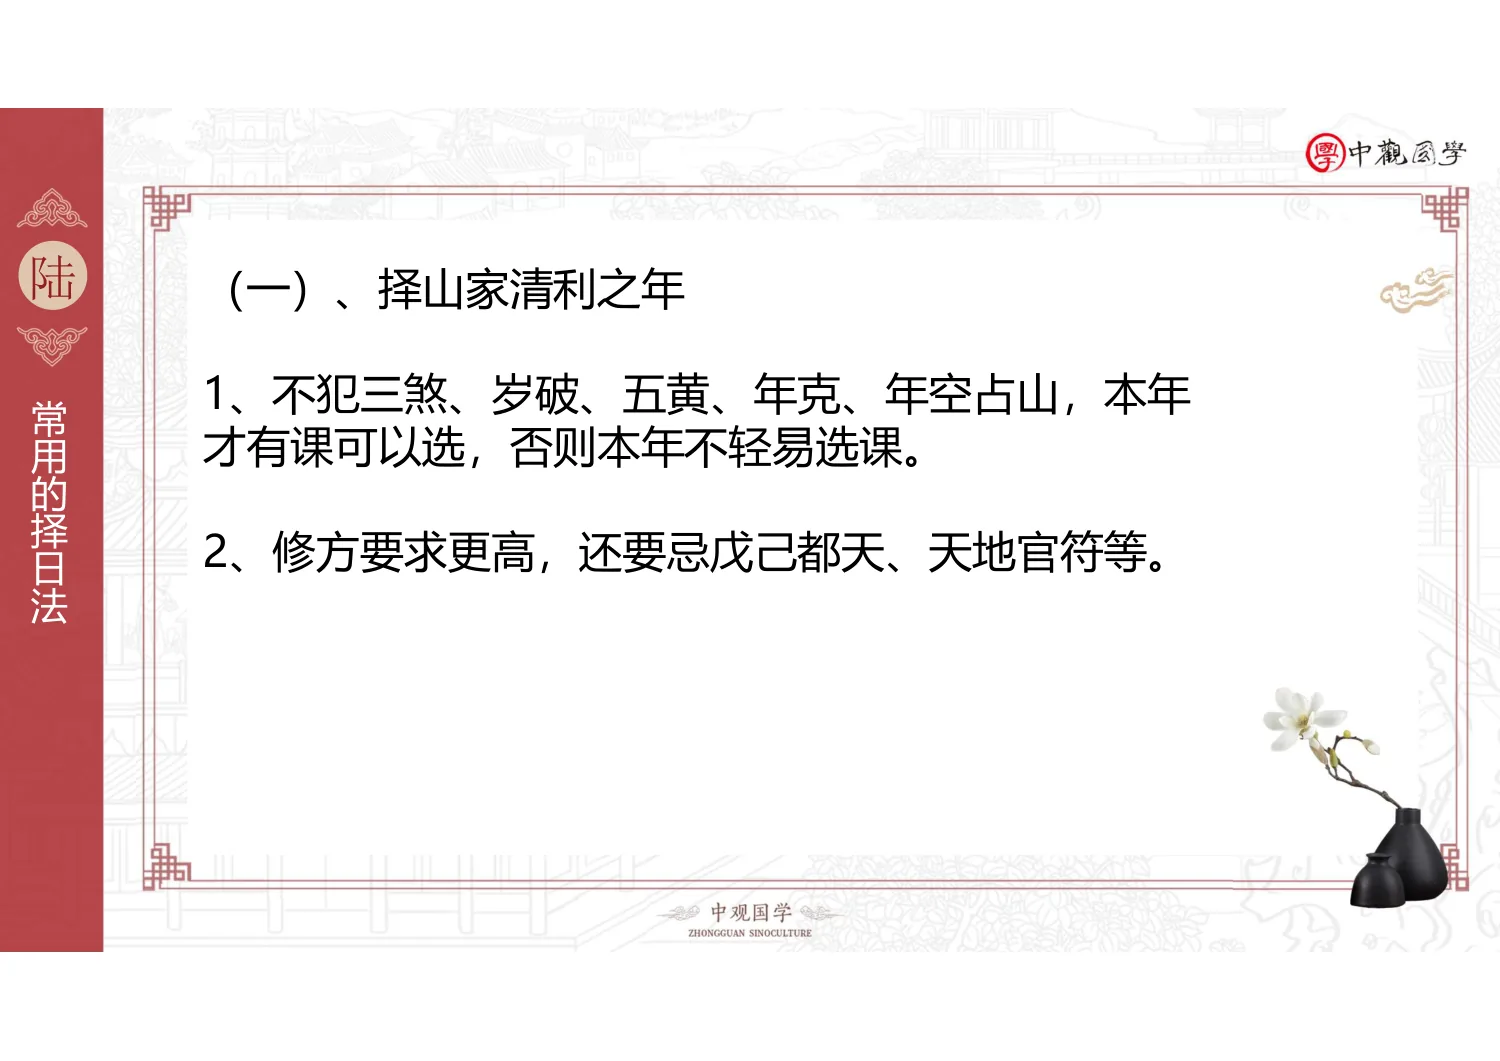 中觀国学
陆
常用的择日法
（一）、择山家清利之年
1、不犯三煞、岁破、五黄、年克、年空占山，本年
才有课可以选，否则本年不轻易选课。
2、修方要求更高，还要忌戊己都天、天地官符等。
中观国学
ZHONGGUAN SINOCULTURE